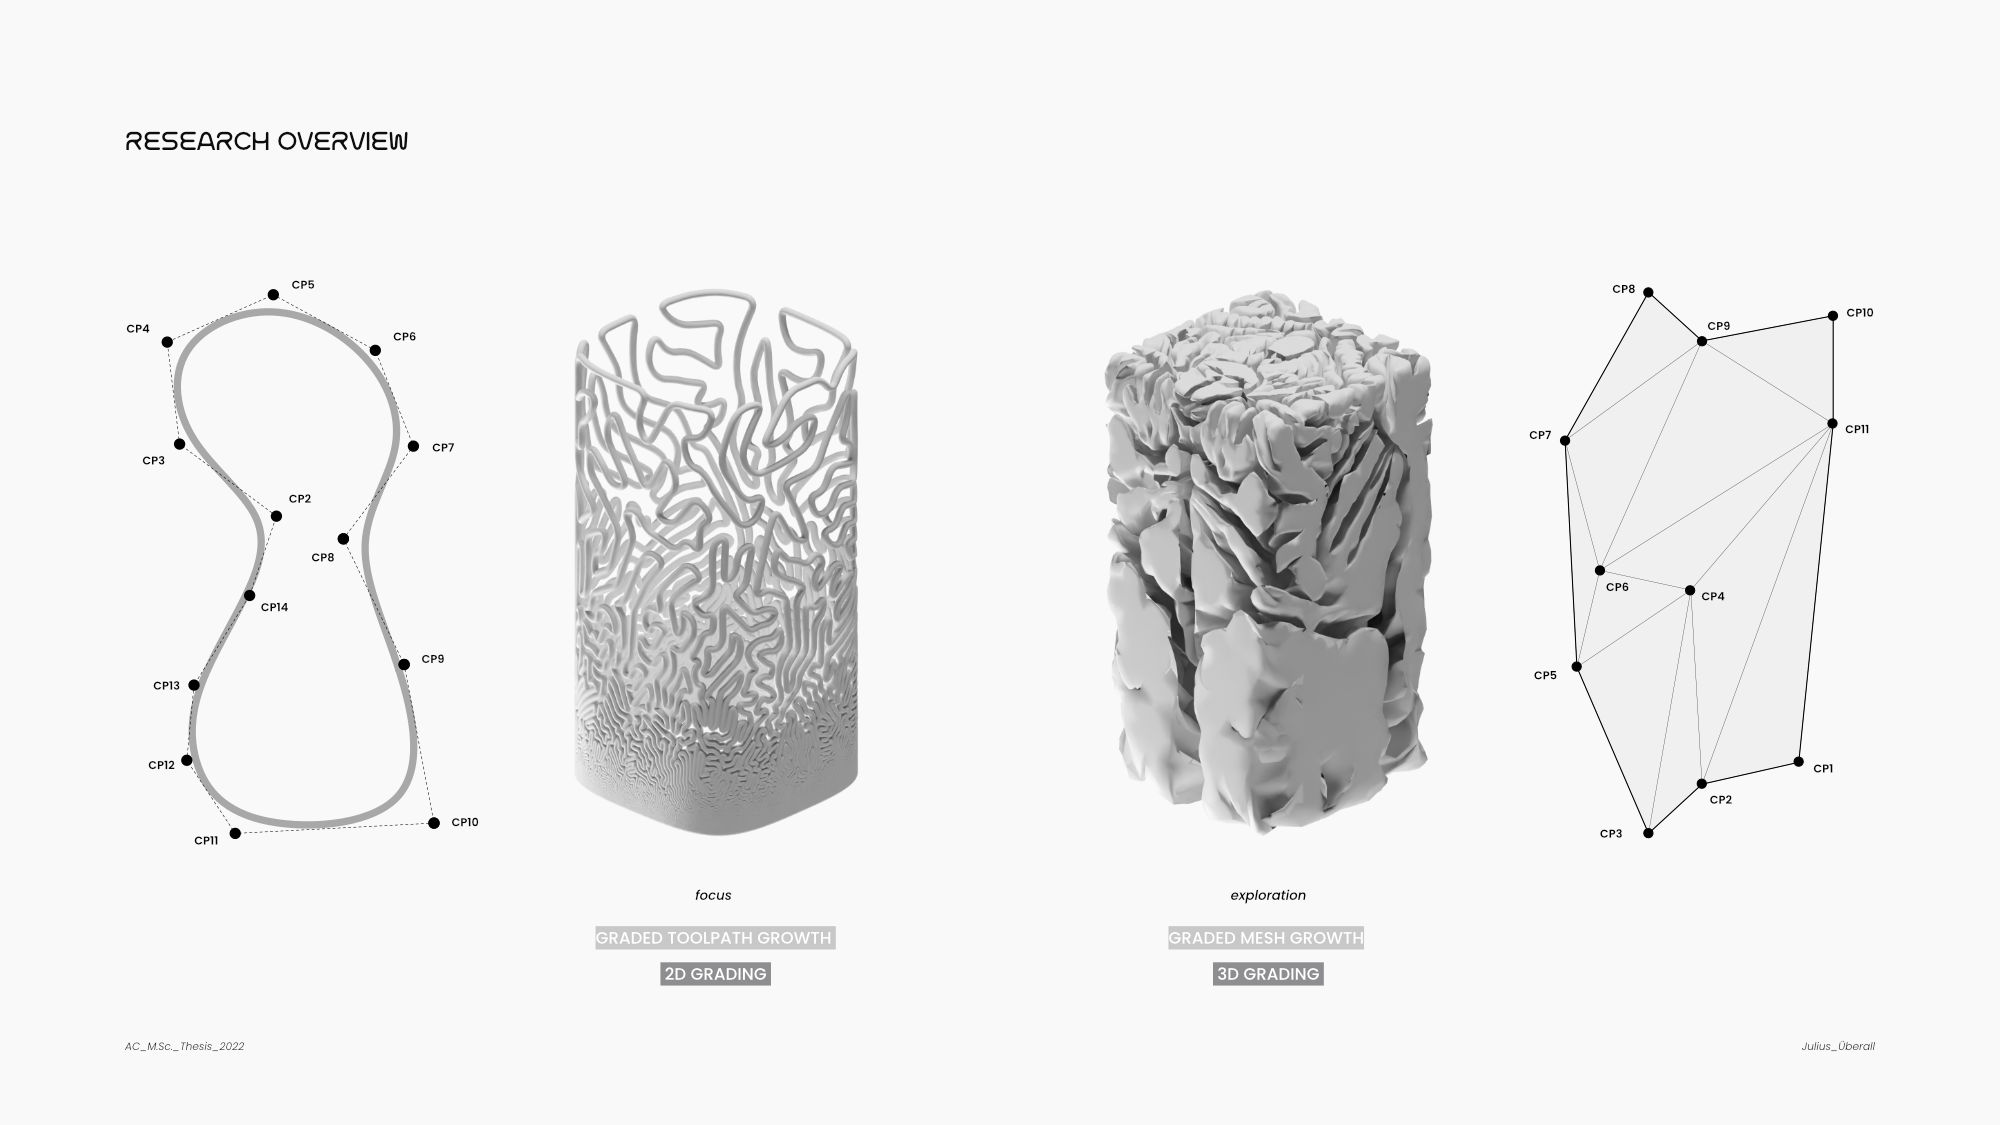 RESEARCH OVERVIEW
CP5
CP4
CP6
CP3
CP7
CP2
CP8
CP14
CP9
CP13
CP12
CP10
CP11
CP8
CP10
CP9
CP11
CP7
CP6
CP4
CP5
CP1
CP2
CP3
focus
GRADED TOOLPATH GROWTH
2D GRADING
exploration
GRADED MESH GROWTH
3D GRADING
AC_M.Sc._Thesis_2022
Julius_Überall